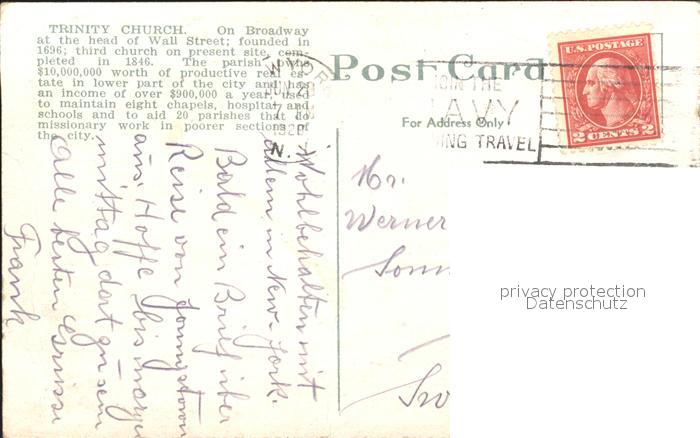 TRINITY CHURCH. On Broadway
at the head of Wall Street; founded in
1696; third church on present site, com-
pleted in 1846. The parish owns
$10,000,000 worth of productive real es-
tate in lower part of the city and has
an income of over $900,000 a year, used
to maintain eight chapels, hospital and
schools and to aid 20 parishes that do
missionary work in poorer sections of
the city.
Post Card
For Address Only
JOIN THE
NAVY
ING TRAVEL
U.S. POSTAGE
2 CENTS 2
Wohlbehalten mit
allem in New-York.
Bald ein Brief über
Reise von
aus. Hoffe bis
mittag dort zu sein
Alle besten Grüsse
Frank
Mr.
Werner
privacy protection
Datenschutz